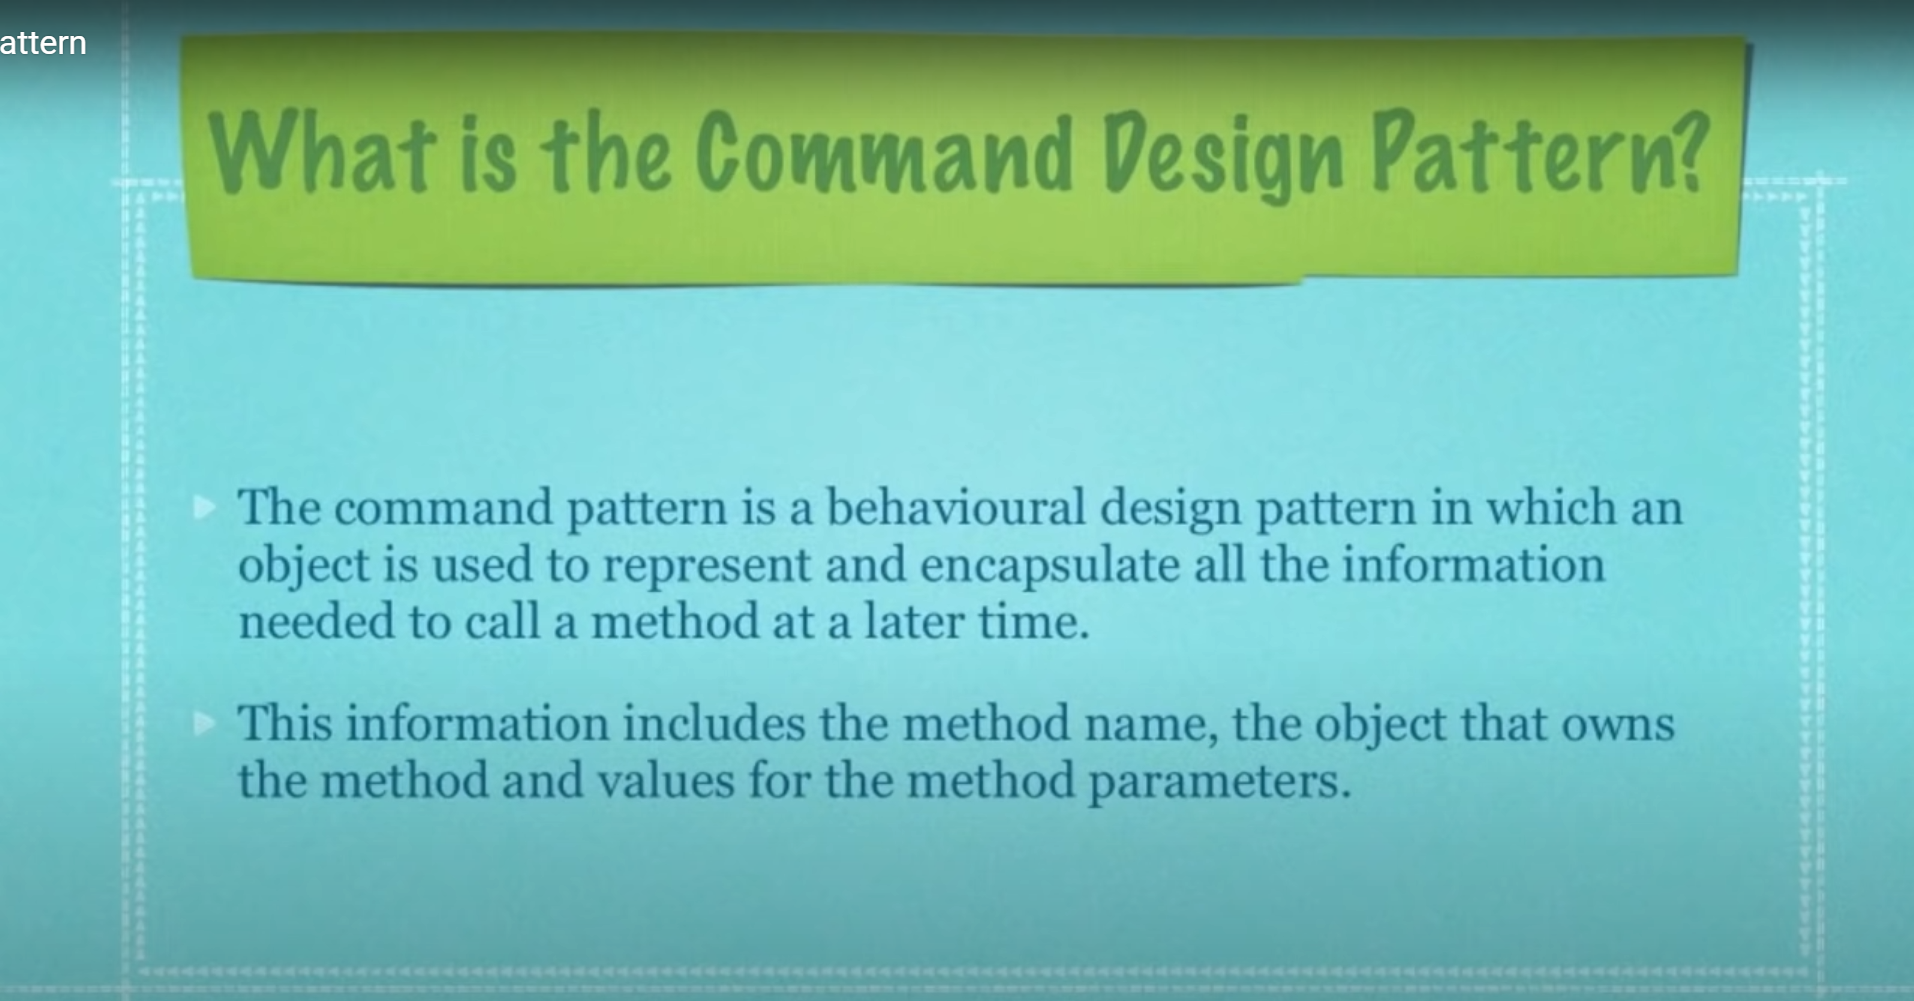 attern
What is the Command Design Pattern?
The command pattern is a behavioural design pattern in which an
object is used to represent and encapsulate all the information
needed to call a method at a later time.
This information includes the method name, the object that owns
the method and values for the method parameters.